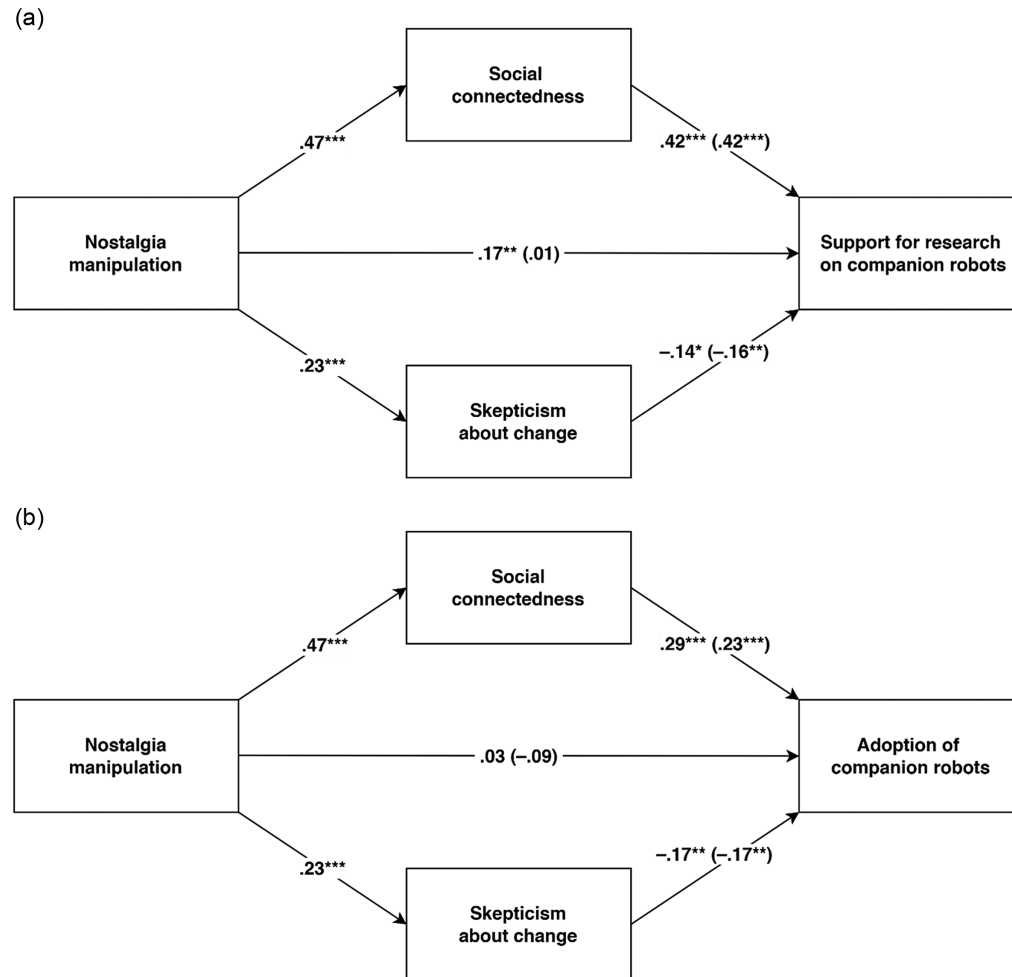 (a)
Social
connectedness
.47***
.42*** (.42***)
Nostalgia
manipulation
.17** (.01)
Support for research
on companion robots
.23***
–.14* (–.16**)
Skepticism
about change
(b)
Social
connectedness
.47***
.29*** (.23***)
Nostalgia
manipulation
.03 (–.09)
Adoption of
companion robots
.23***
–.17** (–.17**)
Skepticism
about change